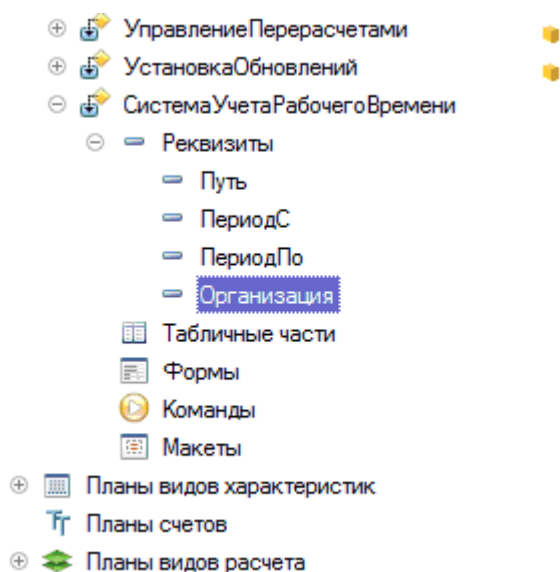 УправлениеПерерасчетами
УстановкаОбновлений
СистемаУчетаРабочегоВремени
Реквизиты
Путь
ПериодС
ПериодПо
Организация
Табличные части
Формы
Команды
Макеты
Планы видов характеристик
Планы счетов
Планы видов расчета